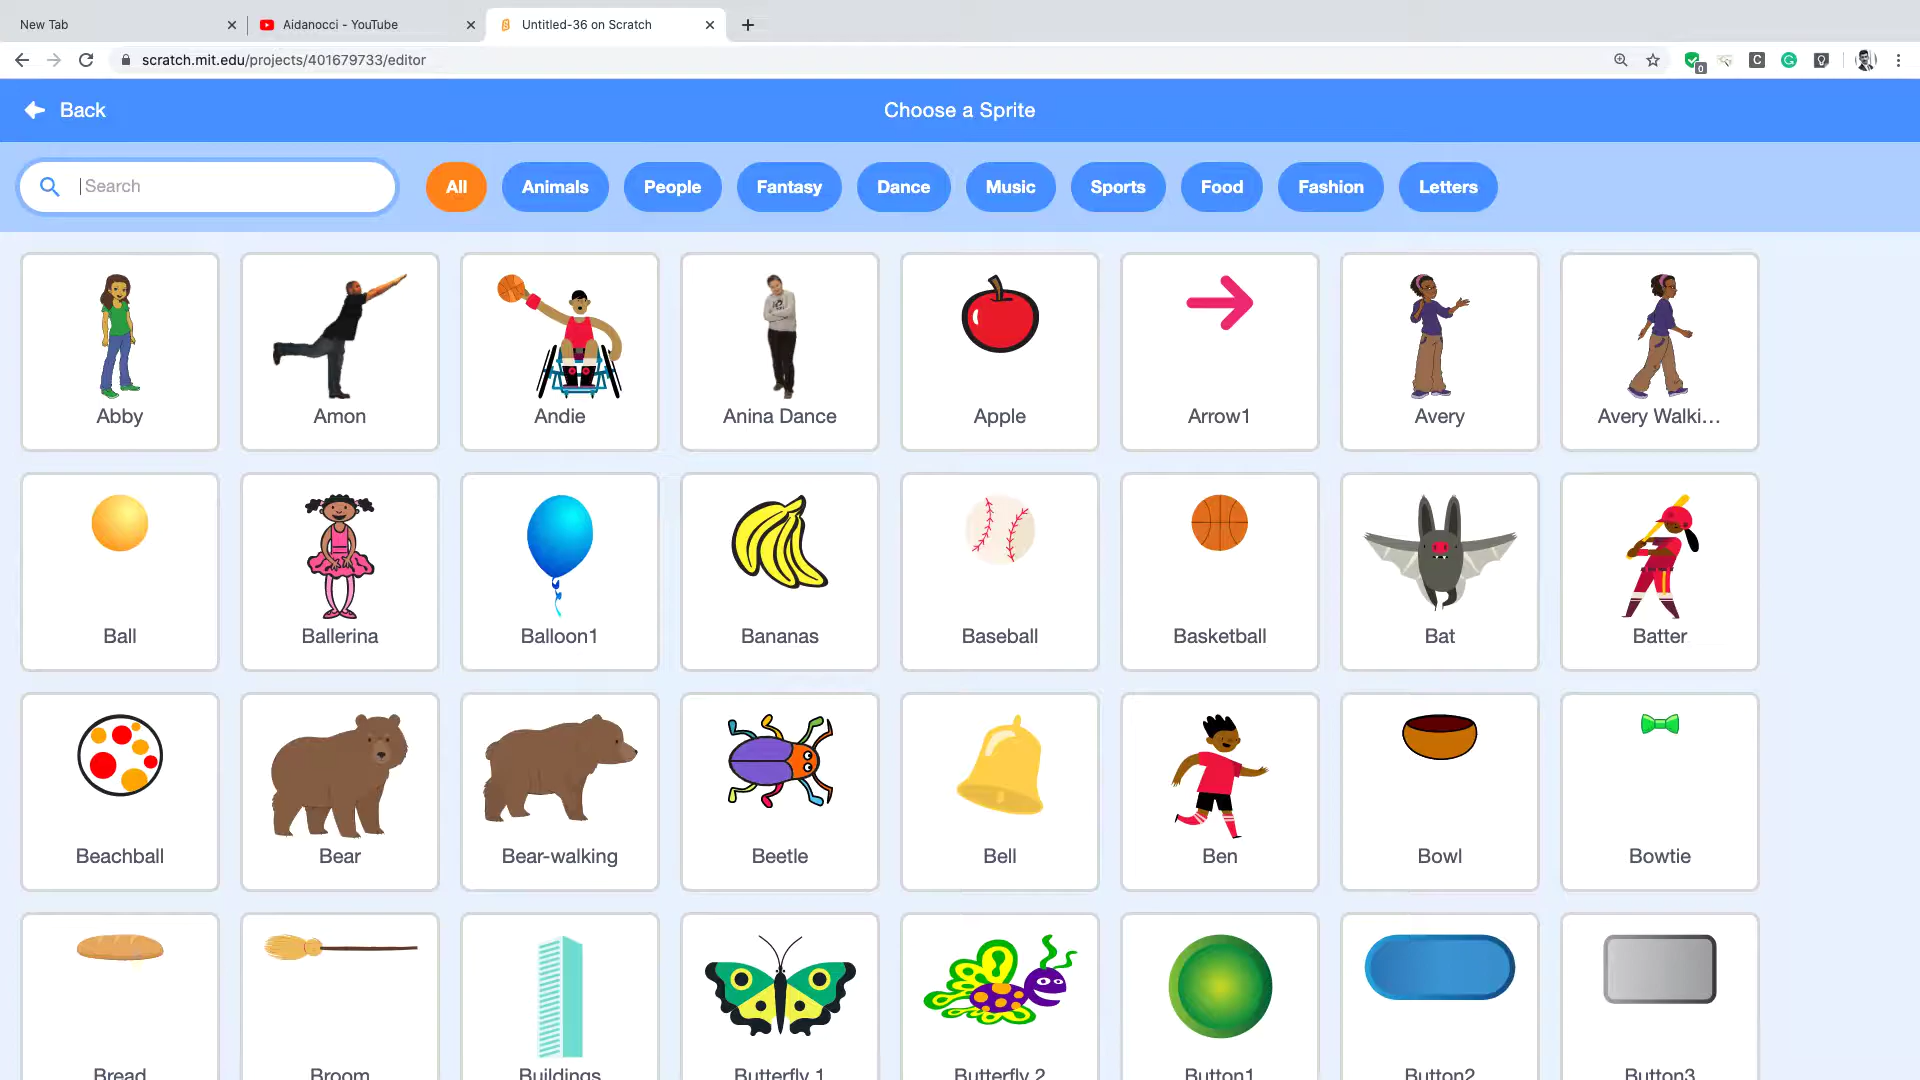 New Tab
Aidanocci - YouTube
Untitled-36 on Scratch
scratch.mit.edu/projects/401679733/editor
0
C
Back
Choose a Sprite
Search
All
Animals
People
Fantasy
Dance
Music
Sports
Food
Fashion
Letters
Abby
Amon
Andie
Anina Dance
Apple
Arrow1
Avery
Avery Walki...
Ball
Ballerina
Balloon1
Bananas
Baseball
Basketball
Bat
Batter
Beachball
Bear
Bear-walking
Beetle
Bell
Ben
Bowl
Bowtie
Bread
Broom
Buildings
Butterfly 1
Butterfly 2
Button1
Button2
Button3